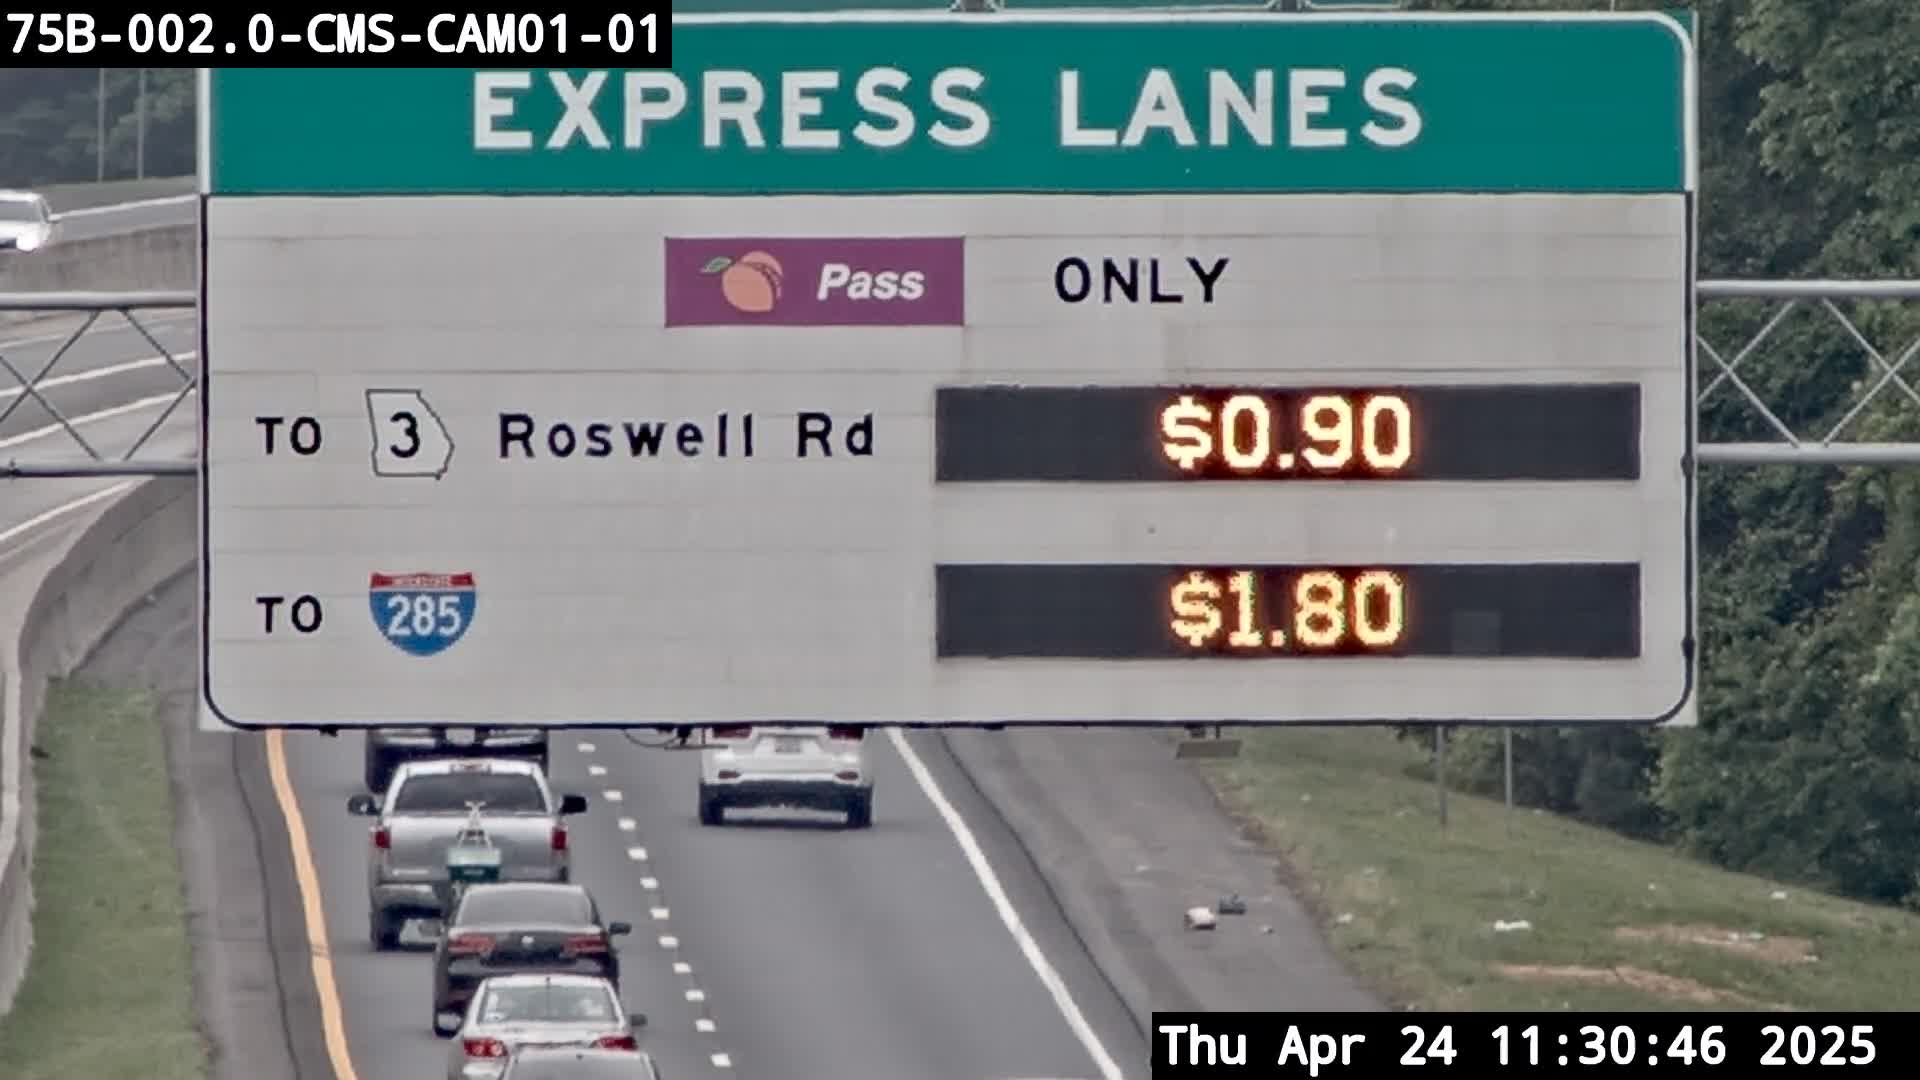 75B-002.0-CMS-CAM01-01
EXPRESS LANES
Pass ONLY
TO 3 Roswell Rd $0.90
TO 285 $1.80
Thu Apr 24 11:30:46 2025